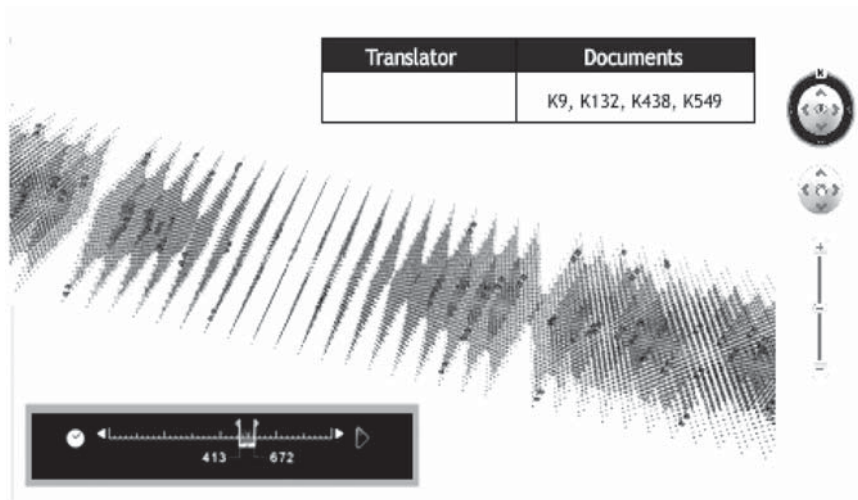 Translator Documents
K9, K132, K438, K549
N
413 672